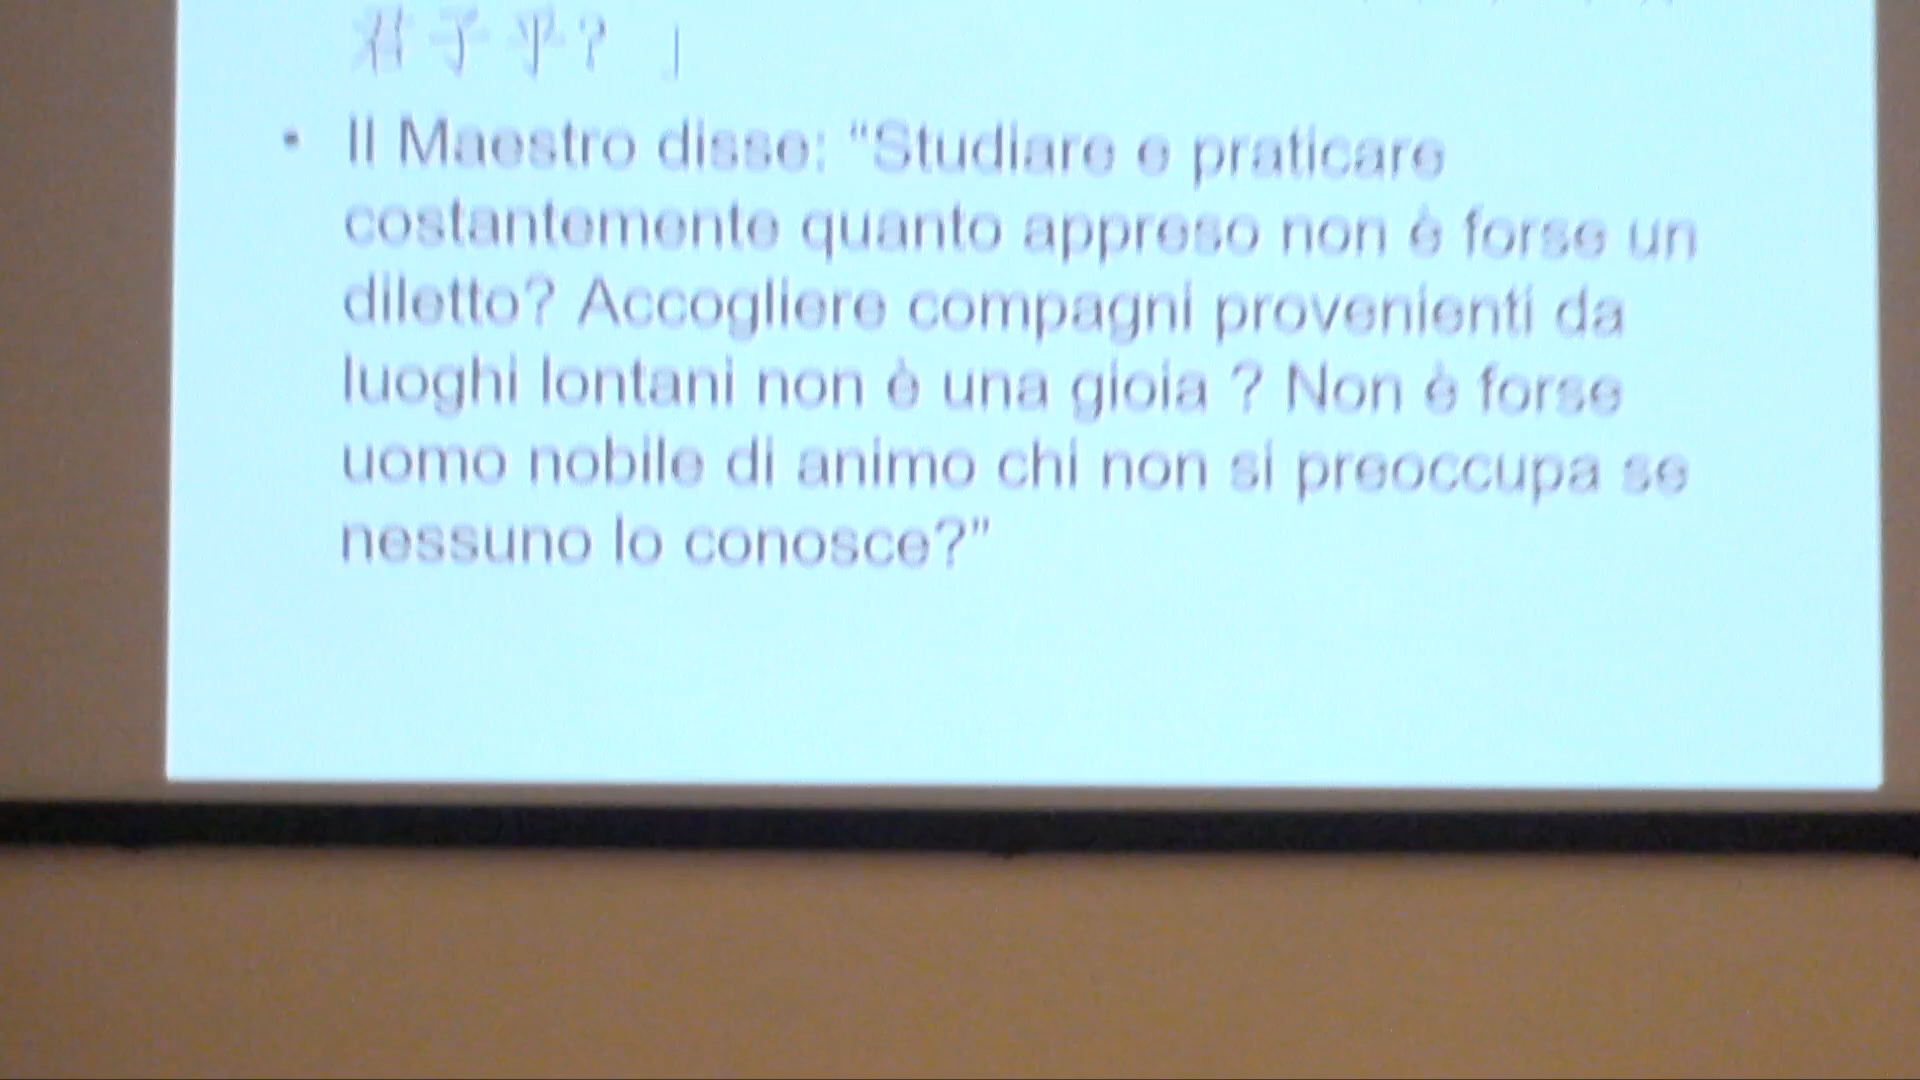 君子乎？」
• Il Maestro disse: “Studiare e praticare
costantemente quanto appreso non è forse un
diletto? Accogliere compagni provenienti da
luoghi lontani non è una gioia ? Non è forse
uomo nobile di animo chi non si preoccupa se
nessuno lo conosce?”